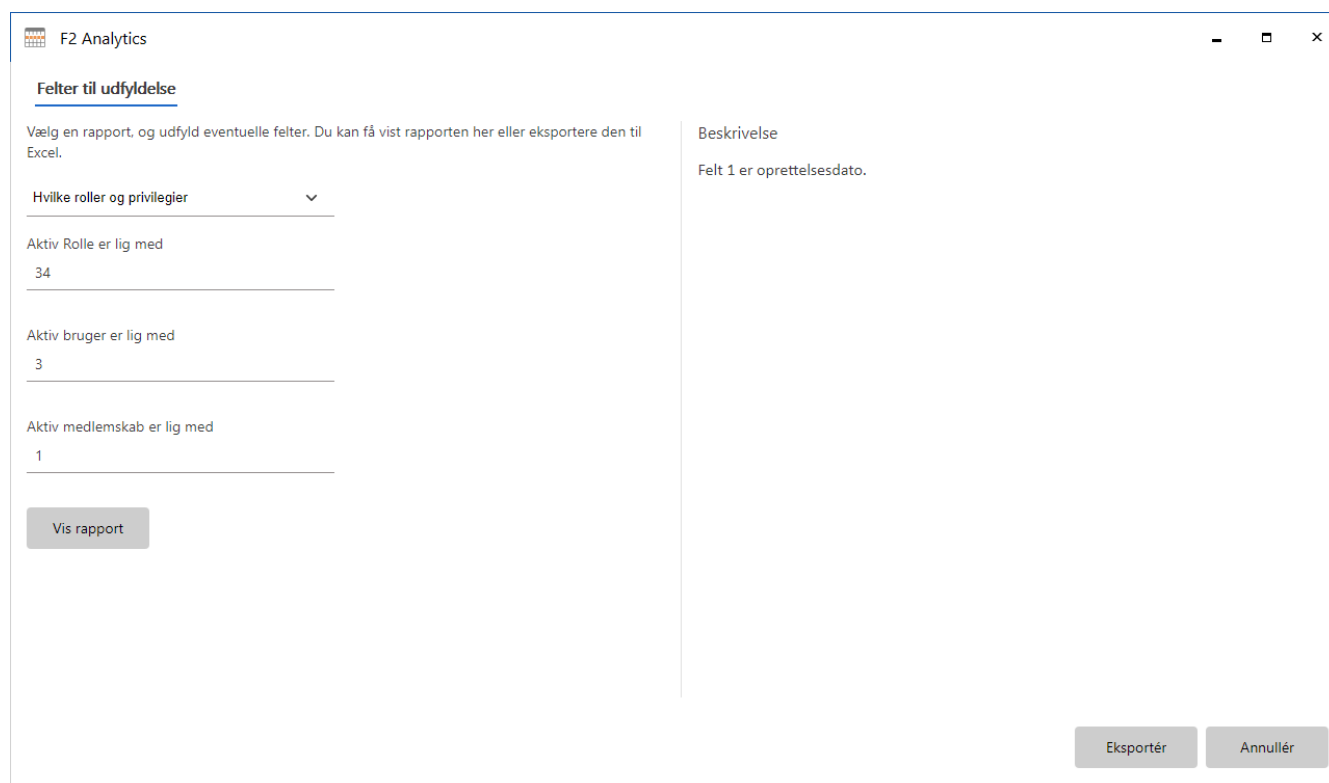 F2 Analytics
Felter til udfyldelse
Vælg en rapport, og udfyld eventuelle felter. Du kan få vist rapporten her eller eksportere den til
Excel.
Hvilke roller og privilegier
Aktiv Rolle er lig med
34
Aktiv bruger er lig med
3
Aktiv medlemskab er lig med
1
Vis rapport
Beskrivelse
Felt 1 er oprettelsesdato.
Eksportér
Annullér